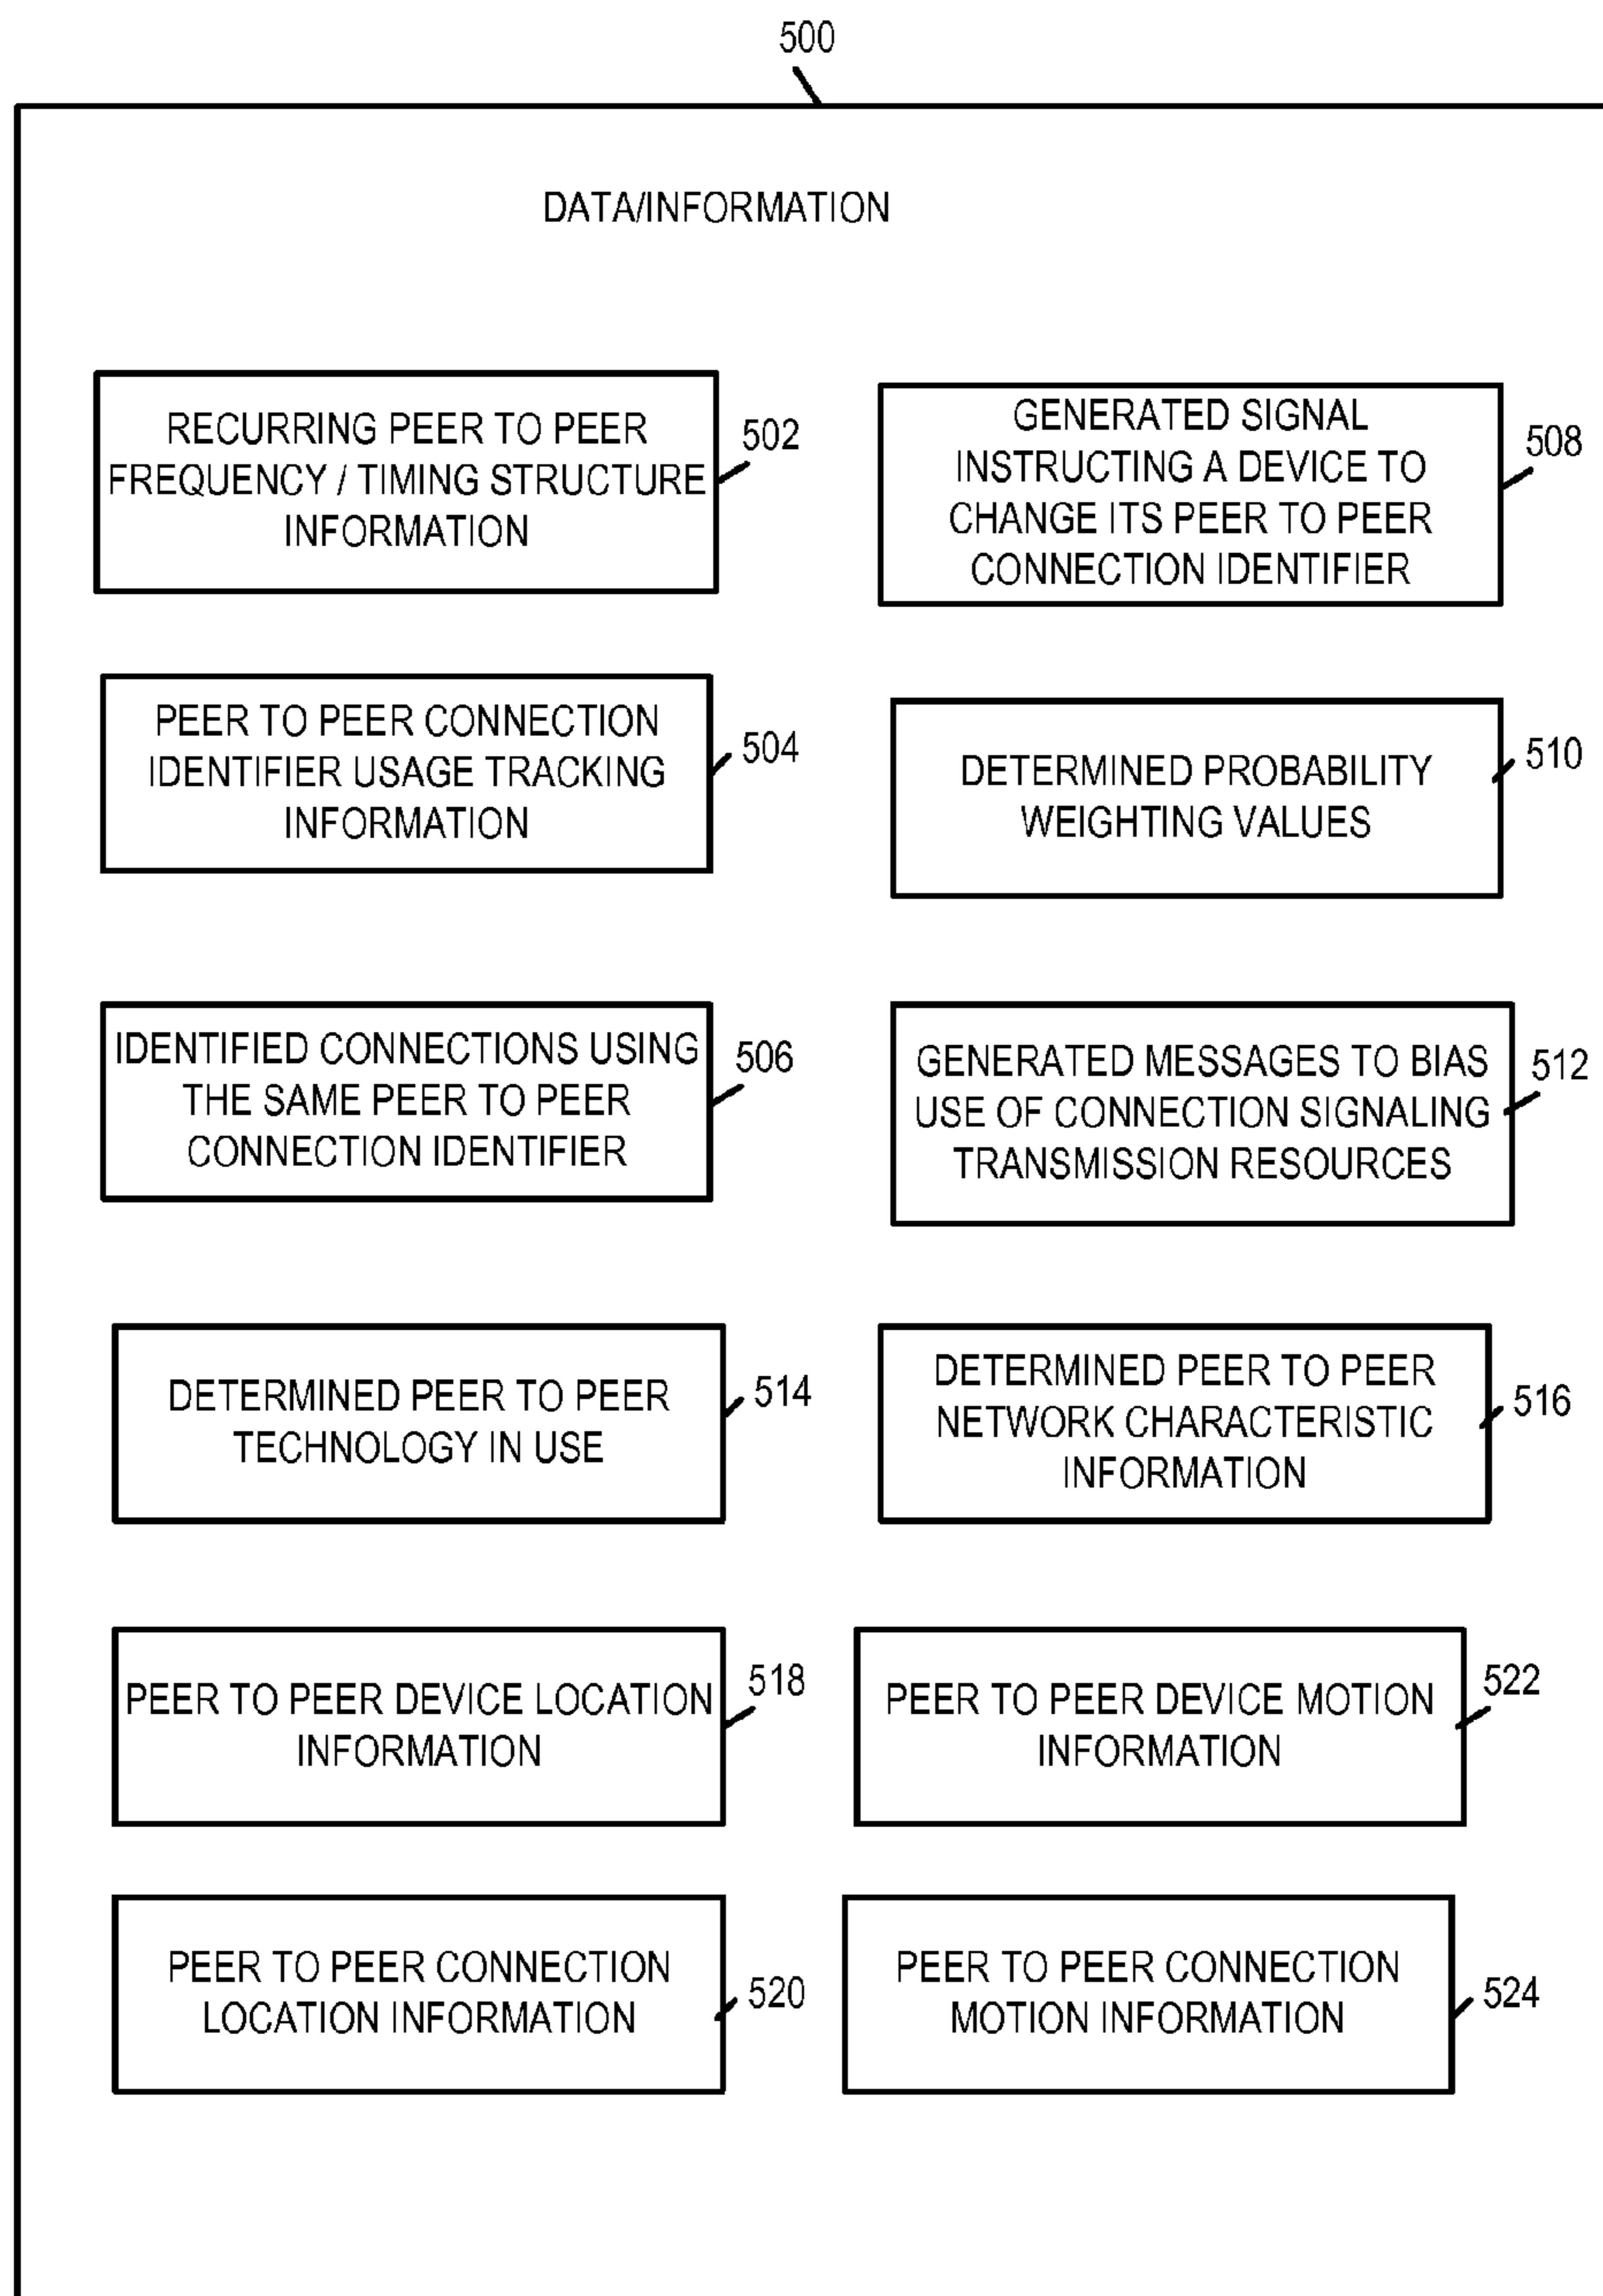 500
DATA/INFORMATION
RECURRING PEER TO PEER
FREQUENCY / TIMING STRUCTURE
INFORMATION
502
GENERATED SIGNAL
INSTRUCTING A DEVICE TO
CHANGE ITS PEER TO PEER
CONNECTION IDENTIFIER
508
PEER TO PEER CONNECTION
IDENTIFIER USAGE TRACKING
INFORMATION
504
DETERMINED PROBABILITY
WEIGHTING VALUES
510
IDENTIFIED CONNECTIONS USING
THE SAME PEER TO PEER
CONNECTION IDENTIFIER
506
GENERATED MESSAGES TO BIAS
USE OF CONNECTION SIGNALING
TRANSMISSION RESOURCES
512
DETERMINED PEER TO PEER
TECHNOLOGY IN USE
514
DETERMINED PEER TO PEER
NETWORK CHARACTERISTIC
INFORMATION
516
PEER TO PEER DEVICE LOCATION
INFORMATION
518
PEER TO PEER DEVICE MOTION
INFORMATION
522
PEER TO PEER CONNECTION
LOCATION INFORMATION
520
PEER TO PEER CONNECTION
MOTION INFORMATION
524